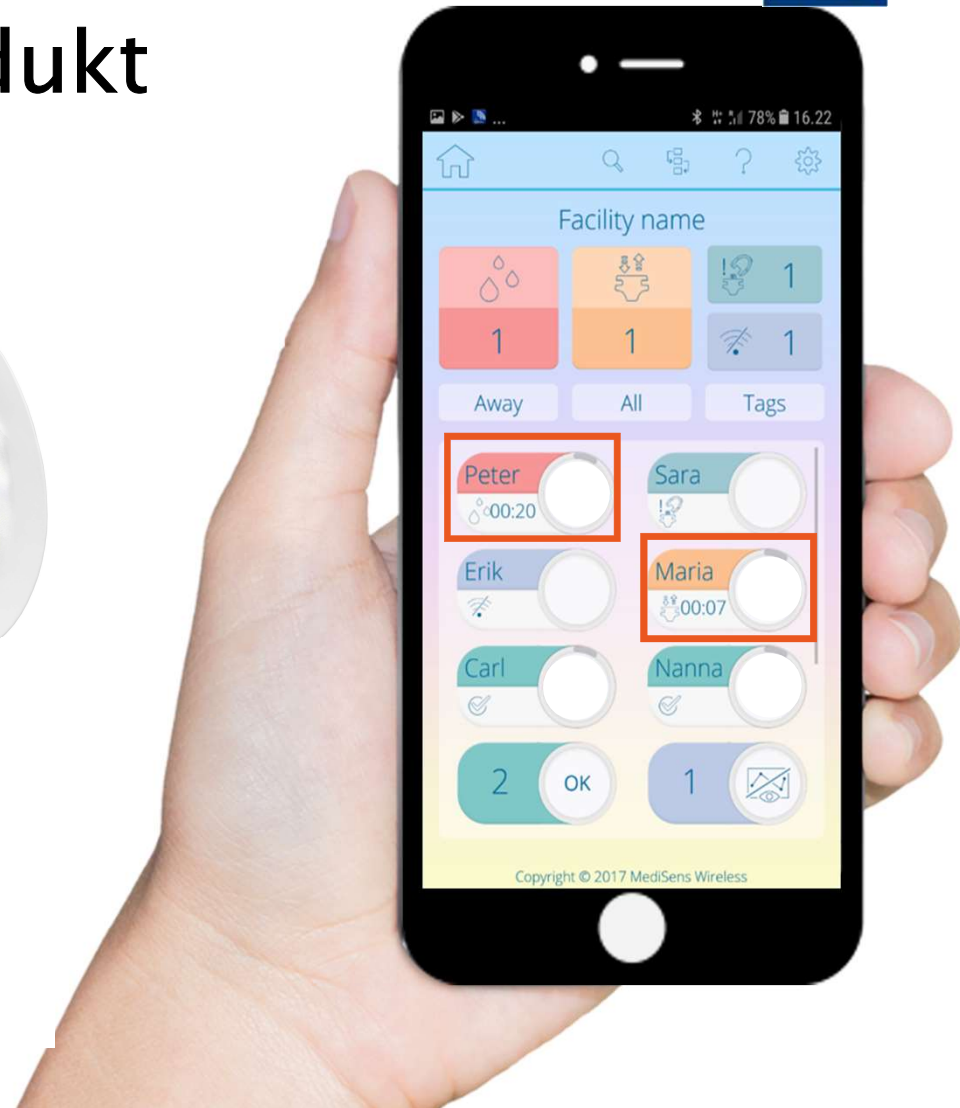 dukt
... 78% 16.22
Facility name
1 1 1
1
Away All Tags
Peter Sara
00:20
Erik Maria
00:07
Carl Nanna
2 OK 1
Copyright © 2017 MediSens Wireless